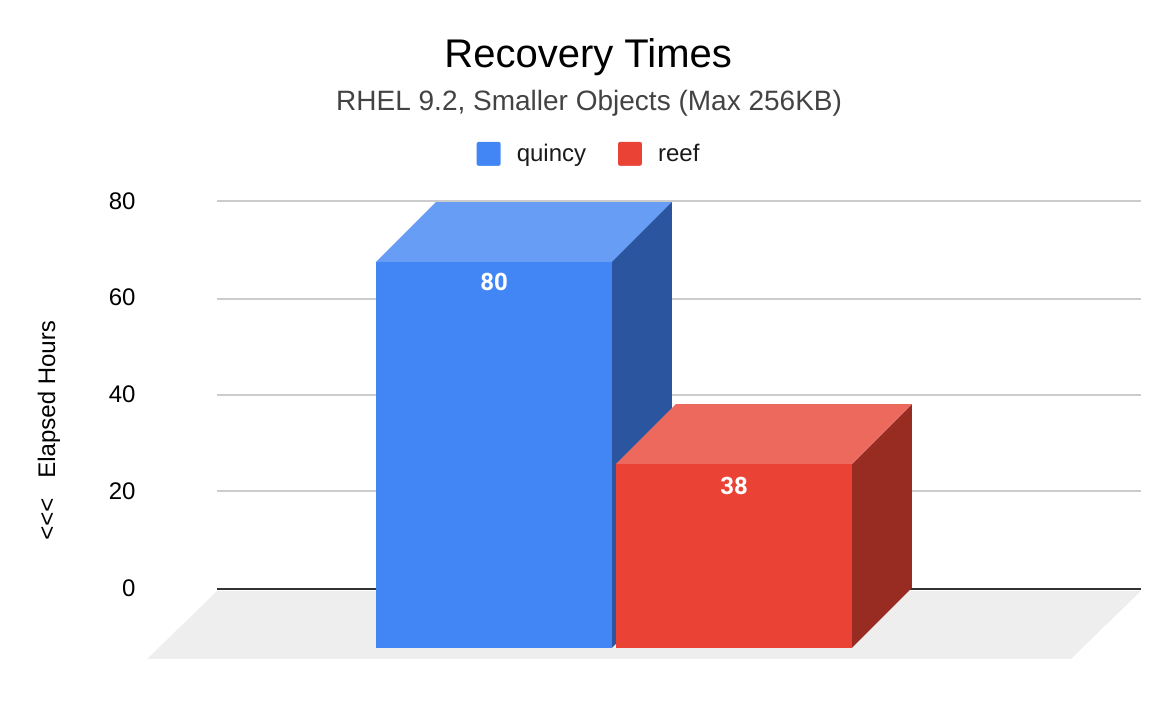 Recovery Times
RHEL 9.2, Smaller Objects (Max 256KB)
quincy reef
80
60
40
20
0
<<< Elapsed Hours
80
38